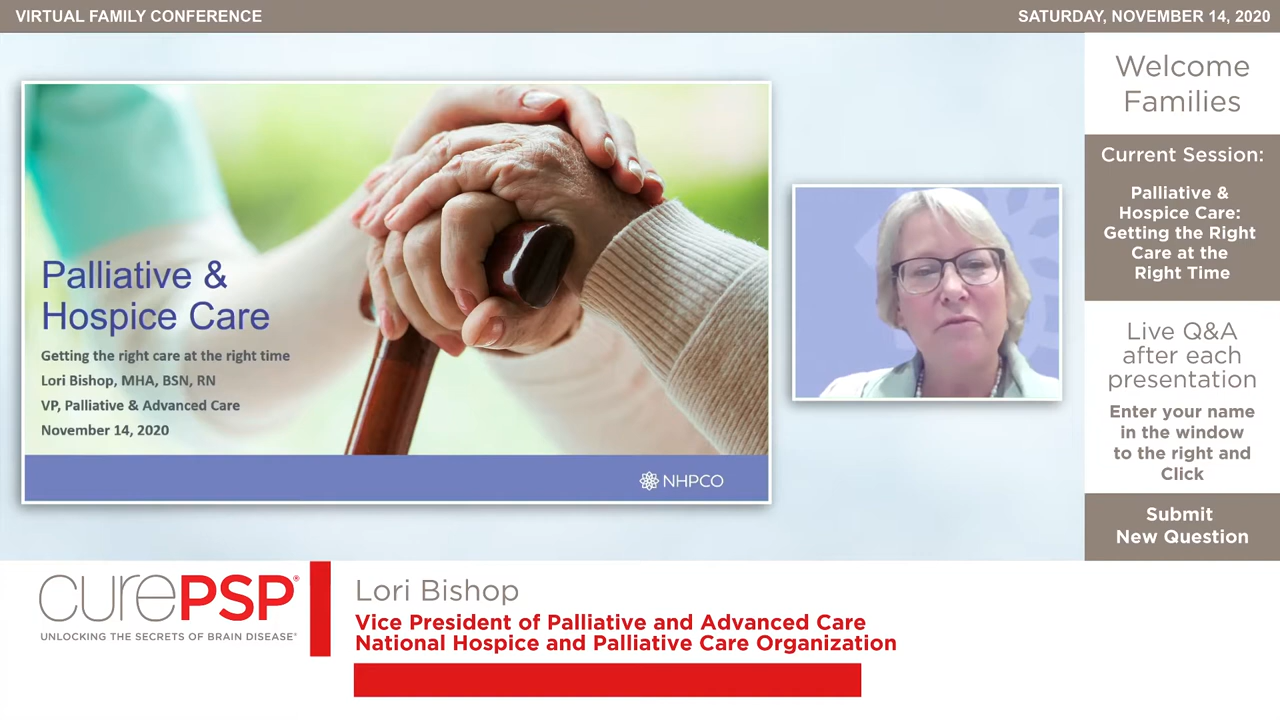 VIRTUAL FAMILY CONFERENCE
SATURDAY, NOVEMBER 14, 2020
Palliative &
Hospice Care
Getting the right care at the right time
Lori Bishop, MHA, BSN, RN
VP, Palliative & Advanced Care
November 14, 2020
NHPCO
Welcome
Families
Current Session:
Palliative &
Hospice Care:
Getting the Right
Care at the
Right Time
Live Q&A
after each
presentation
Enter your name
in the window
to the right and
Click
Submit
New Question
curePSP®
UNLOCKING THE SECRETS OF BRAIN DISEASE®
Lori Bishop
Vice President of Palliative and Advanced Care
National Hospice and Palliative Care Organization